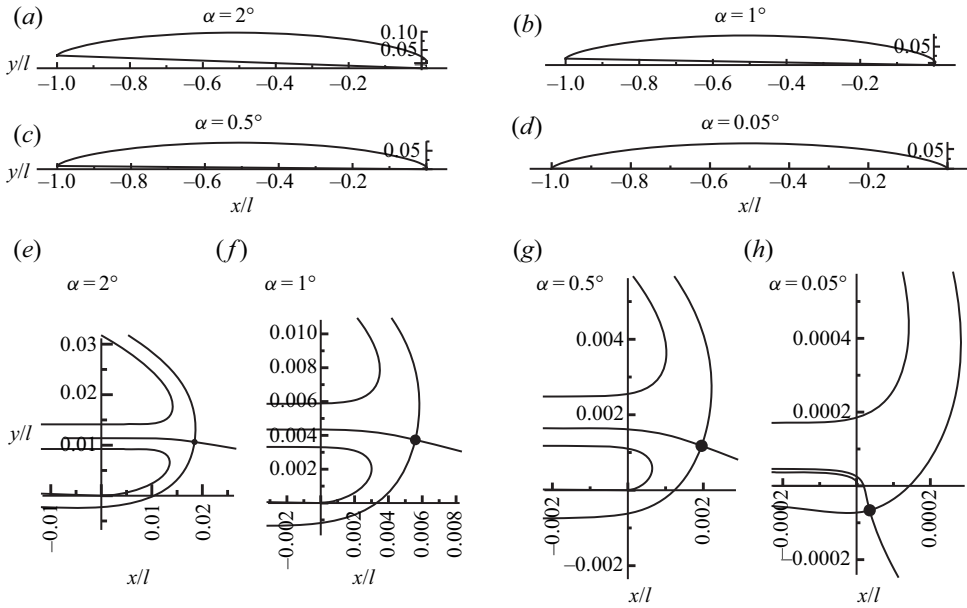 (a)
α = 2°
0.10
0.05
y/l
–1.0
–0.8
–0.6
–0.4
–0.2
(b)
α = 1°
0.05
–1.0
–0.8
–0.6
–0.4
–0.2
(c)
α = 0.5°
0.05
y/l
–1.0
–0.8
–0.6
–0.4
–0.2
x/l
(d)
α = 0.05°
0.05
–1.0
–0.8
–0.6
–0.4
–0.2
x/l
(e)
α = 2°
0.03
0.02
0.01
y/l
–0.01
0.01
0.02
x/l
(f)
α = 1°
0.010
0.008
0.006
0.004
0.002
–0.002
0.002
0.004
0.006
0.008
x/l
(g)
α = 0.5°
0.004
0.002
–0.002
–0.002
0.002
x/l
(h)
α = 0.05°
0.0004
0.0002
–0.0002
–0.0002
0.0002
x/l